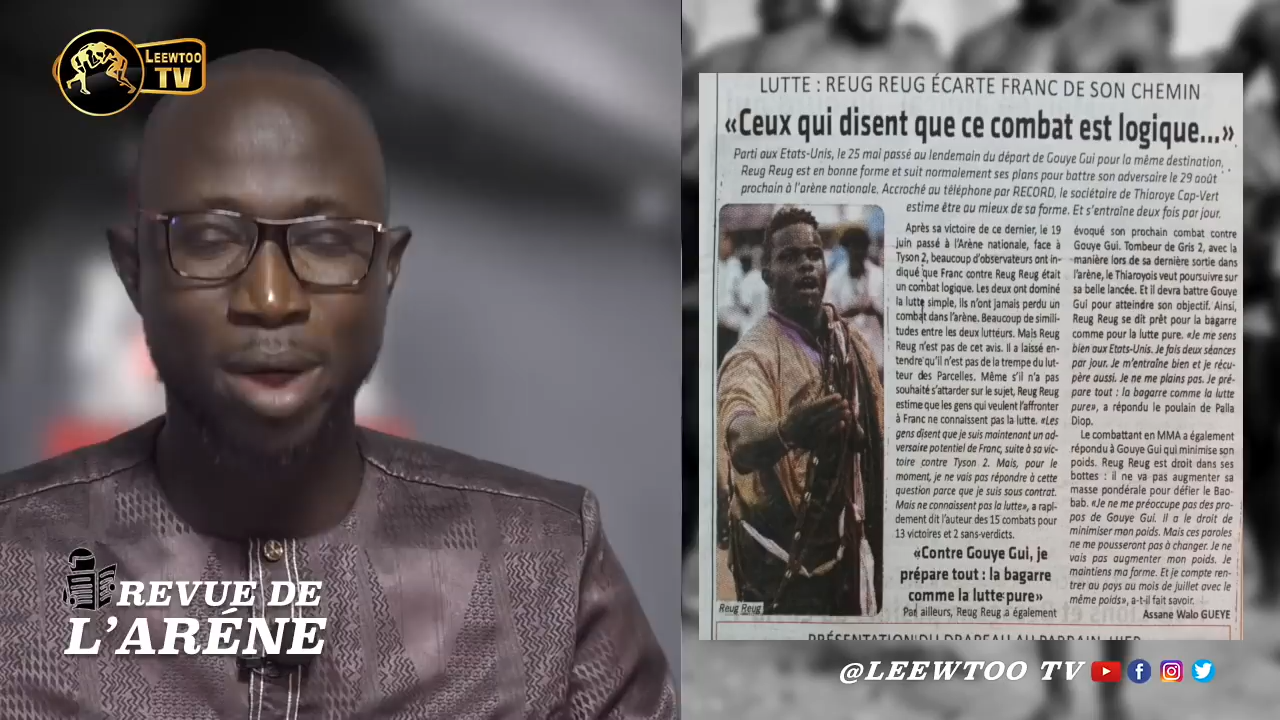 LEEWTOO
TV
REVUE DE
L'ARÉNE
LUTTE : REUG REUG ÉCARTE FRANC DE SON CHEMIN
«Ceux qui disent que ce combat est logique...»
Parti aux Etats-Unis, le 25 mai passé au lendemain du départ de Gouye Gui pour la même destination,
Reug Reug est en bonne forme et suit normalement ses plans pour battre son adversaire le 29 août
prochain à l'arène nationale. Accroché au téléphone par RECORD, le sociétaire de Thiaroye Cap-Vert
estime être au mieux de sa forme. Et s'entraîne deux fois par jour.
Après sa victoire de ce dernier, le 19
juin passé à l'Arène nationale, face à
Tyson 2, beaucoup d'observateurs ont in-
diqué que Franc contre Reug Reug était
un combat logique. Les deux ont dominé
la lutte simple, ils n'ont jamais perdu un
combat dans l'arène. Beaucoup de simili-
tudes entre les deux lutteurs. Mais Reug
Reug n'est pas de cet avis. Il a laissé en-
tendre qu'il n'est pas de la trempe du lut-
teur des Parcelles. Même s'il n'a pas
souhaité s'attarder sur le sujet, Reug Reug
estime que les gens qui veulent l'affronter
à Franc ne connaissent pas la lutte. «Les
gens disent que je suis maintenant un ad-
versaire potentiel de Franc, suite à sa vic-
toire contre Tyson 2. Mais, pour le
moment, je ne vais pas répondre à cette
question parce que je suis sous contrat.
Mais ne connaissent pas la lutte», a rapi-
dement dit l'auteur des 15 combats pour
13 victoires et 2 sans-verdicts.
«Contre Gouye Gui, je
prépare tout : la bagarre
comme la lutte pure»
Par ailleurs, Reug Reug a également
évoqué son prochain combat contre
Gouye Gui. Tombeur de Gris 2, avec la
manière lors de sa dernière sortie dans
l'arène, le Thiaroyois veut poursuivre sur
sa belle lancée. Et il devra battre Gouye
Gui pour atteindre son objectif. Ainsi,
Reug Reug se dit prêt pour la bagarre
comme pour la lutte pure. «Je me sens
bien aux Etats-Unis. Je fais deux séances
par jour. Je m'entraîne bien et je récu-
père aussi. Je ne me plains pas. Je pré-
pare tout : la bagarre comme la lutte
pure», a répondu le poulain de Palla
Diop.
Le combattant en MMA a également
répondu à Gouye Gui qui minimise son
poids. Reug Reug est droit dans ses
bottes : il ne va pas augmenter sa
masse pondérale pour défier le Bao-
bab. «Je ne me préoccupe pas des pro-
pos de Gouye Gui. Il a le droit de
minimiser mon poids. Mais ces paroles
ne me pousseront pas à changer. Je ne
vais pas augmenter mon poids. Je
maintiens ma forme. Et je compte ren-
trer au pays au mois de juillet avec le
même poids», a-t-il fait savoir.
Assane Walo GUEYE
Reug Reug
PRÉSENTATION DU DRAPEAU AU PARRAIN, HIER
@LEEWTOO TV